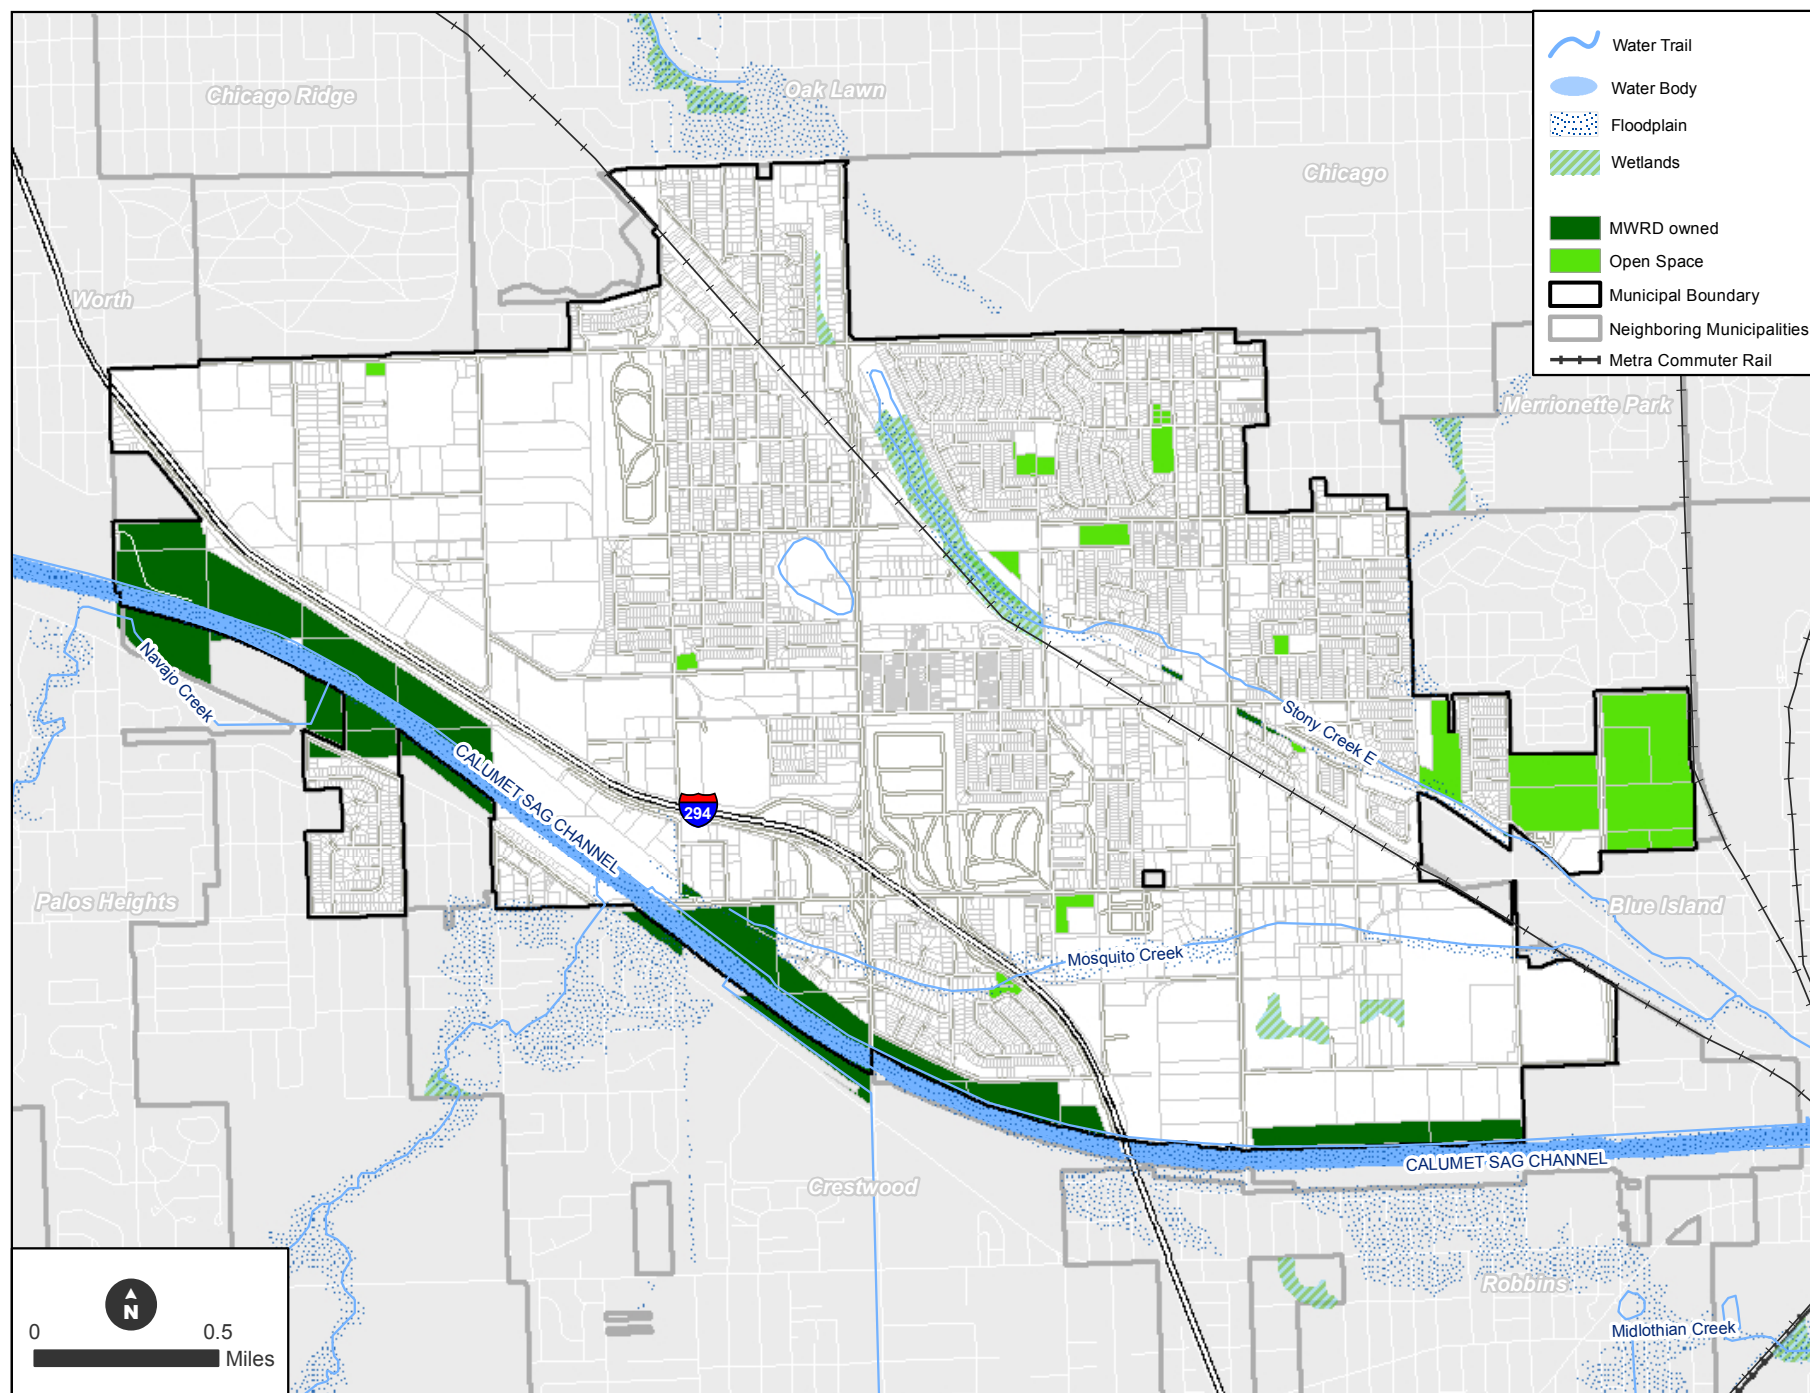 Water Trail
Water Body
Floodplain
Wetlands
MWRD owned
Open Space
Municipal Boundary
Neighboring Municipalities
Metra Commuter Rail
Chicago Ridge
Oak Lawn
Chicago
Worth
Merrionette Park
Navajo Creek
Stony Creek E
CALUMET SAG CHANNEL
294
Palos Heights
Blue Island
Mosquito Creek
CALUMET SAG CHANNEL
Crestwood
Robbins
Midlothian Creek
N
0 0.5
Miles